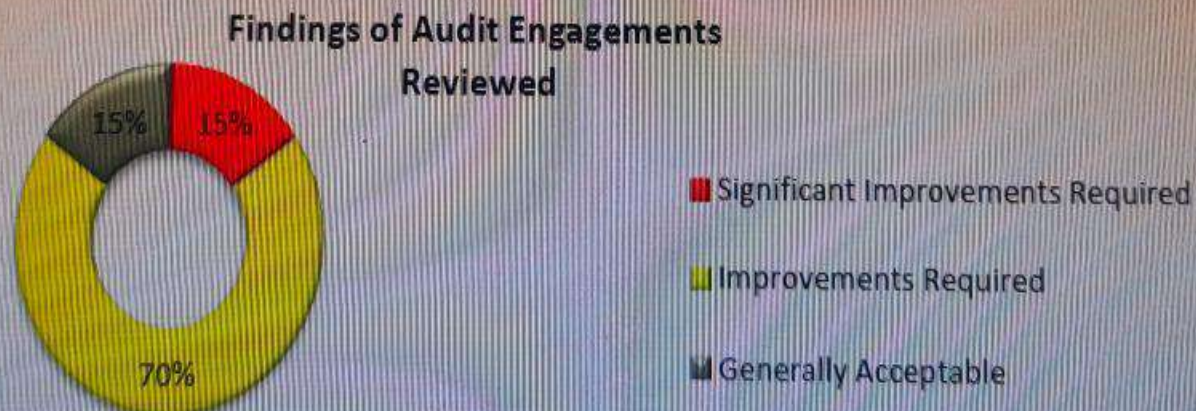 Findings of Audit Engagements
Reviewed
15%
15%
70%
Significant Improvements Required
Improvements Required
Generally Acceptable